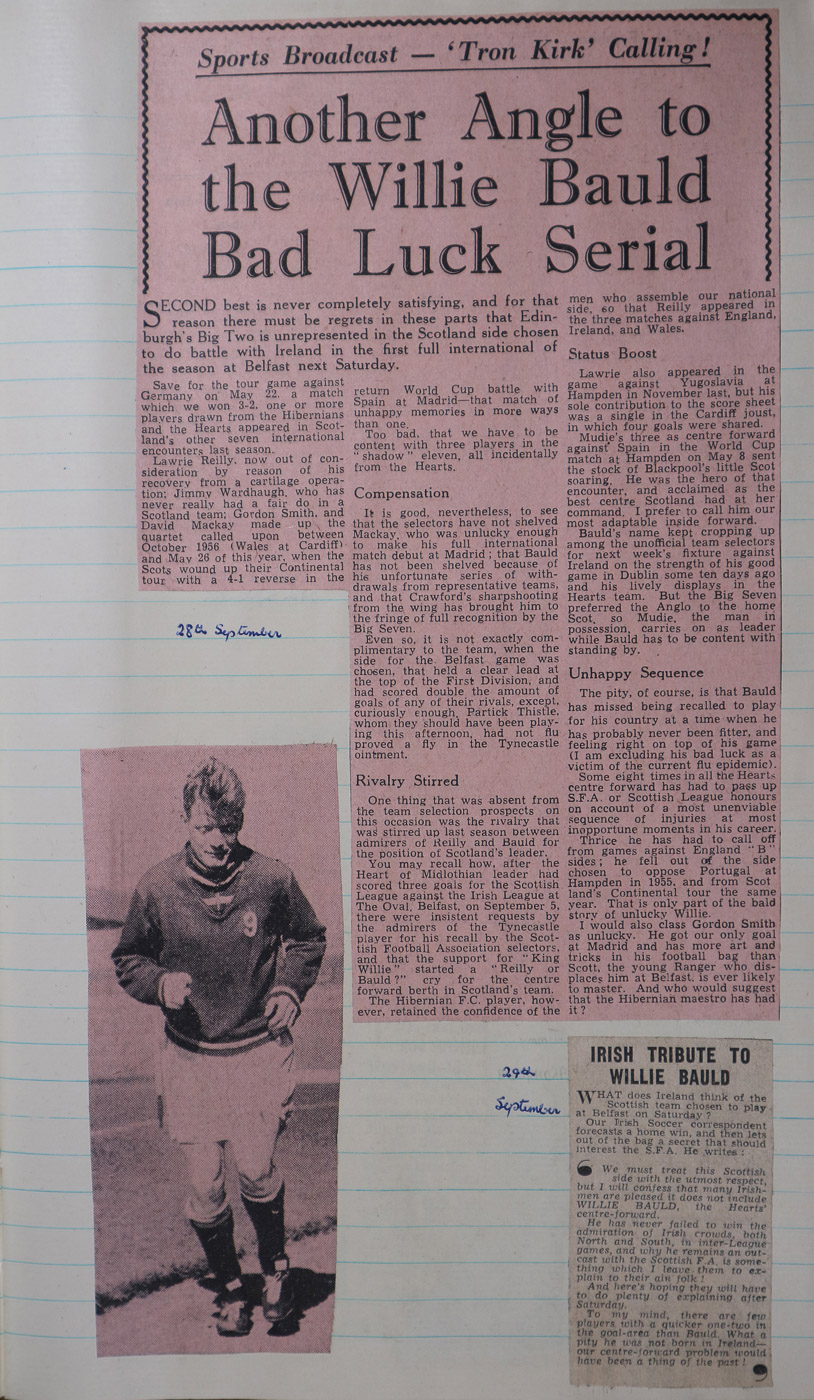 Sports Broadcast — ‘Tron Kirk’ Calling!
Another Angle to
the Willie Bauld
Bad Luck Serial
SECOND best is never completely satisfying, and for that
reason there must be regrets in these parts that Edin-
burgh's Big Two is unrepresented in the Scotland side chosen
to do battle with Ireland in the first full international of
the season at Belfast next Saturday.
Save for the tour game against
Germany on May 22, a match
which we won 3-2, one or more
players drawn from the Hibernians
and the Hearts appeared in Scot-
land's other seven international
encounters last season.
Lawrie Reilly, now out of con-
sideration by reason of his
recovery from a cartilage opera-
tion; Jimmy Wardhaugh, who has
never really had a fair do in a
Scotland team; Gordon Smith, and
David Mackay made up the
quartet called upon between
October 1956 (Wales at Cardiff)
and May 26 of this year, when the
Scots wound up their Continental
tour with a 4-1 reverse in the
return World Cup battle with
Spain at Madrid—that match of
unhappy memories in more ways
than one.
Too bad, that we have to be
content with three players in the
"shadow" eleven, all incidentally
from the Hearts.
Compensation
It is good, nevertheless, to see
that the selectors have not shelved
Mackay, who was unlucky enough
to make his full international
match debut at Madrid; that Bauld
has not been shelved because of
his unfortunate series of with-
drawals from representative teams,
and that Crawford's sharpshooting
from the wing has brought him to
the fringe of full recognition by the
Big Seven.
Even so, it is not exactly com-
plimentary to the team, when the
side for the Belfast game was
chosen, that held a clear lead at
the top of the First Division, and
had scored double the amount of
goals of any of their rivals, except,
curiously enough, Partick Thistle,
whom they should have been play-
ing this afternoon, had not flu
proved a fly in the Tynecastle
ointment.
Rivalry Stirred
One thing that was absent from
the team selection prospects on
this occasion was the rivalry that
was stirred up last season between
admirers of Reilly and Bauld for
the position of Scotland's leader.
You may recall how, after the
Heart of Midlothian leader had
scored three goals for the Scottish
League against the Irish League at
The Oval, Belfast, on September 5,
there were insistent requests by
the admirers of the Tynecastle
player for his recall by the Scot-
tish Football Association selectors,
and that the support for "King
Willie" started a "Reilly or
Bauld?" cry for the centre
forward berth in Scotland's team.
The Hibernian F.C. player, how-
ever, retained the confidence of the
men who assemble our national
side, so that Reilly appeared in
the three matches against England,
Ireland, and Wales.
Status Boost
Lawrie also appeared in the
game against Yugoslavia at
Hampden in November last, but his
sole contribution to the score sheet
was a single in the Cardiff joust,
in which four goals were shared.
Mudie's three as centre forward
against Spain in the World Cup
match at Hampden on May 8 sent
the stock of Blackpool's little Scot
soaring. He was the hero of that
encounter, and acclaimed as the
best centre Scotland had at her
command. I prefer to call him our
most adaptable inside forward.
Bauld's name kept cropping up
among the unofficial team selectors
for next week's fixture against
Ireland on the strength of his good
game in Dublin some ten days ago
and his lively displays in the
Hearts team. But the Big Seven
preferred the Anglo to the home
Scot, so Mudie, the man in
possession, carries on as leader
while Bauld has to be content with
standing by.
Unhappy Sequence
The pity, of course, is that Bauld
has missed being recalled to play
for his country at a time when he
has probably never been fitter, and
feeling right on top of his game
(I am excluding his bad luck as a
victim of the current flu epidemic).
Some eight times in all the Hearts
centre forward has had to pass up
S.F.A. or Scottish League honours
on account of a most unenviable
sequence of injuries at most
inopportune moments in his career.
Thrice he has had to call off
from games against England "B"
sides; he fell out of the side
chosen to oppose Portugal at
Hampden in 1955, and from Scot
land's Continental tour the same
year. That is only part of the bald
story of unlucky Willie.
I would also class Gordon Smith
as unlucky. He got our only goal
at Madrid and has more art and
tricks in his football bag than
Scott, the young Ranger who dis-
places him at Belfast, is ever likely
to master. And who would suggest
that the Hibernian maestro has had
it?
28th September
9
29th
September
IRISH TRIBUTE TO
WILLIE BAULD
WHAT does Ireland think of the
Scottish team chosen to play
at Belfast on Saturday?
Our Irish Soccer correspondent
forecasts a home win, and then lets
out of the bag a secret that should
interest the S.F.A. He writes:
We must treat this Scottish
side with the utmost respect,
but I will confess that many Irish-
men are pleased it does not include
WILLIE BAULD, the Hearts'
centre-forward.
He has never failed to win the
admiration of Irish crowds, both
North and South, in inter-League
games, and why he remains an out-
cast with the Scottish F.A. is some-
thing which I leave them to ex-
plain to their ain folk!
And here's hoping they will have
to do plenty of explaining after
Saturday.
To my mind, there are few
players with a quicker one-two in
the goal-area than Bauld. What a
pity he was not born in Ireland—
our centre-forward problem would
have been a thing of the past!